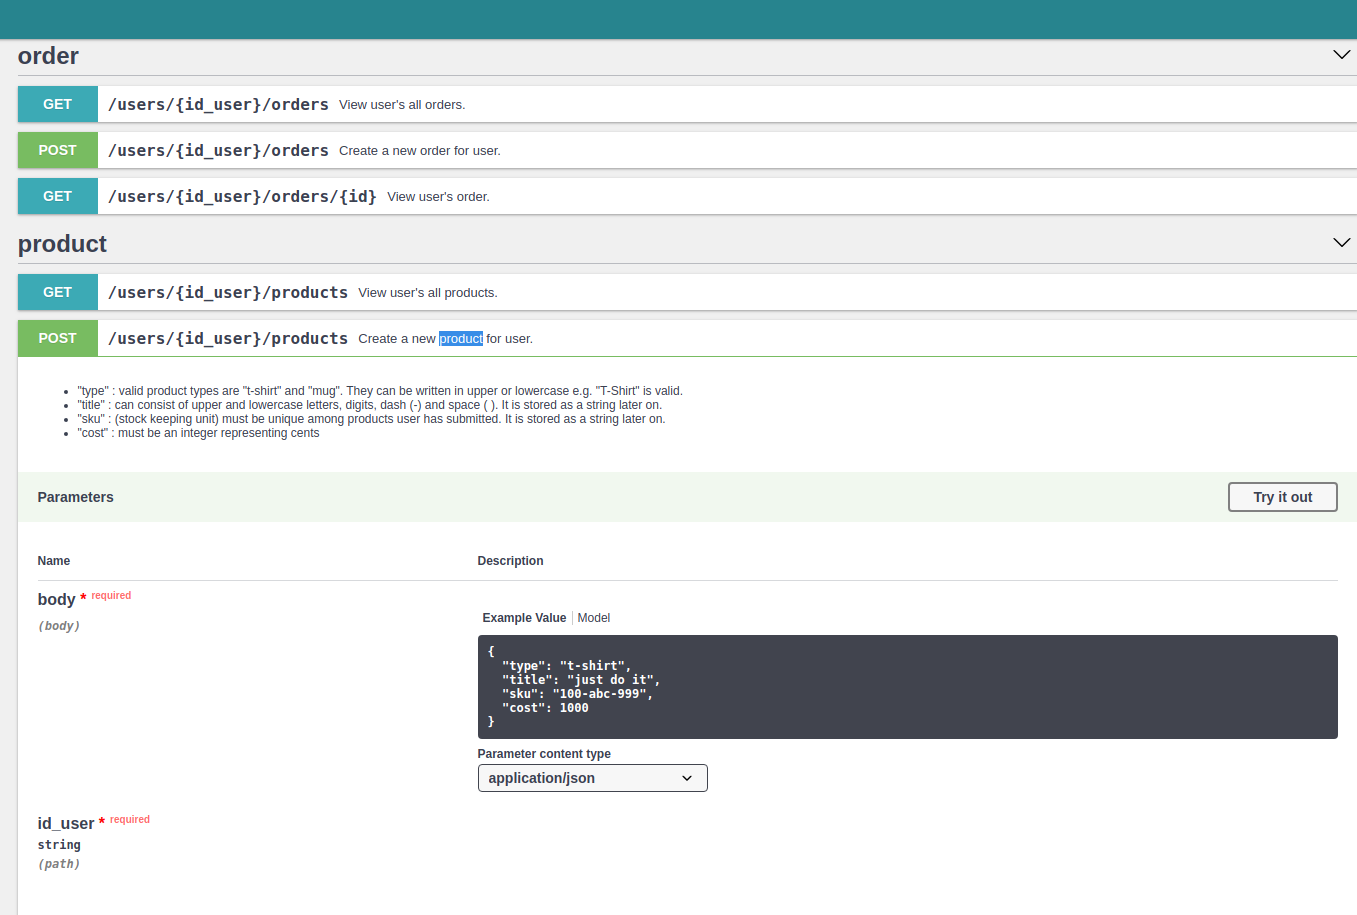 order
GET /users/{id_user}/orders View user's all orders.
POST /users/{id_user}/orders Create a new order for user.
GET /users/{id_user}/orders/{id} View user's order.
product
GET /users/{id_user}/products View user's all products.
POST /users/{id_user}/products Create a new product for user.
• "type" : valid product types are "t-shirt" and "mug". They can be written in upper or lowercase e.g. "T-Shirt" is valid.
• "title" : can consist of upper and lowercase letters, digits, dash (-) and space ( ). It is stored as a string later on.
• "sku" : (stock keeping unit) must be unique among products user has submitted. It is stored as a string later on.
• "cost" : must be an integer representing cents
Parameters Try it out
Name Description
body * required
(body)
Example Value Model
{
"type": "t-shirt",
"title": "just do it",
"sku": "100-abc-999",
"cost": 1000
}
Parameter content type
application/json
id_user * required
string
(path)